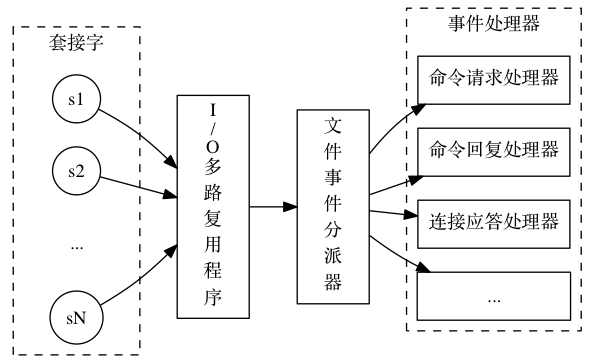 套接字
s1
s2
...
sN
I
/
O
多
路
复
用
程
序
文
件
事
件
分
派
器
事件处理器
命令请求处理器
命令回复处理器
连接应答处理器
...